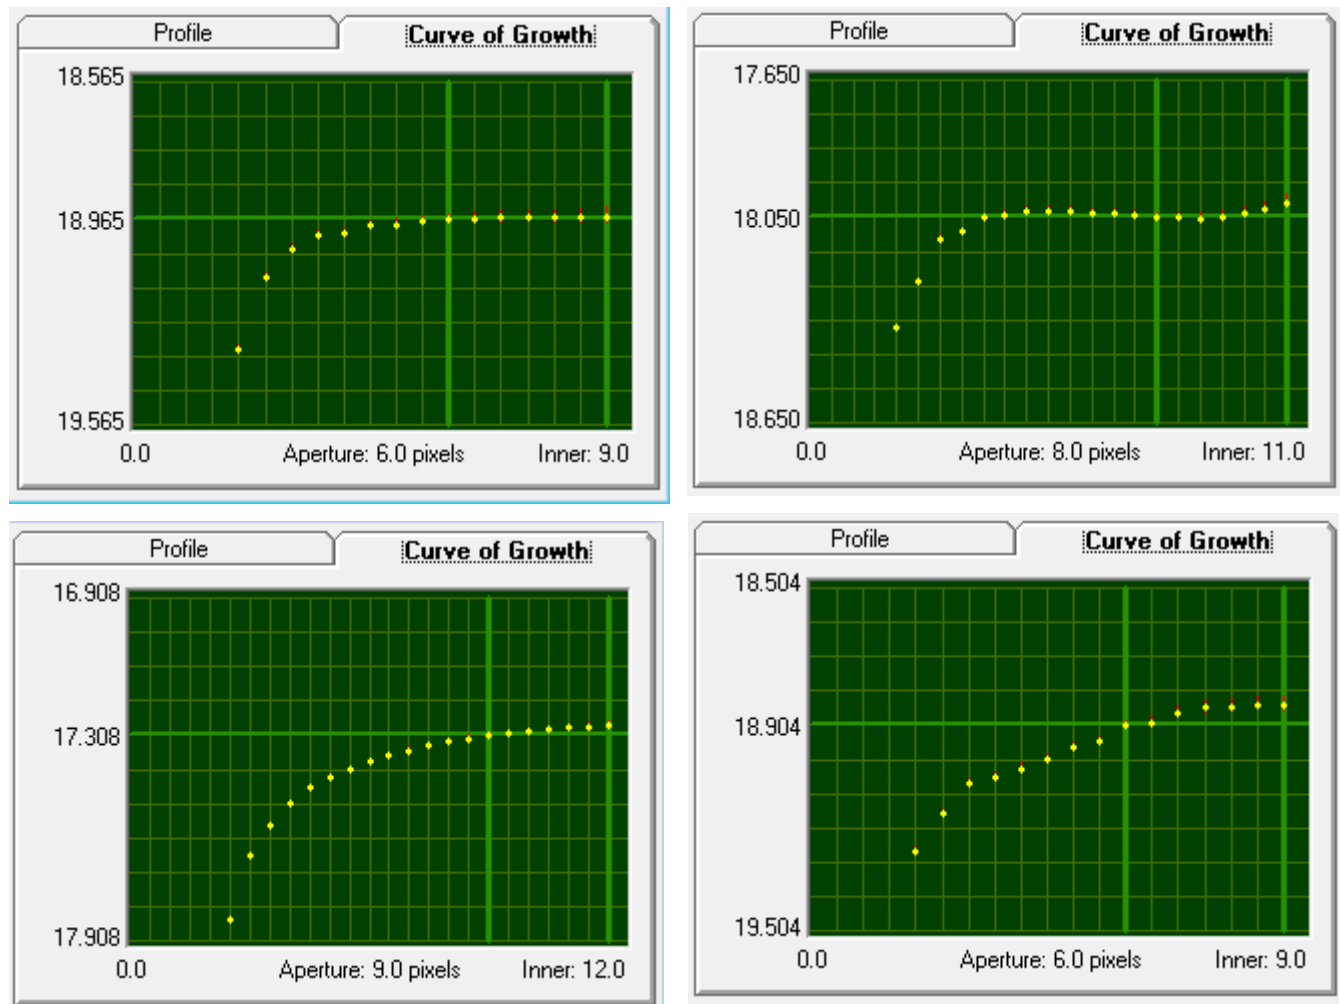 Profile
Curve of Growth
18.565
18.965
19.565
0.0 Aperture: 6.0 pixels Inner: 9.0
Profile
Curve of Growth
17.650
18.050
18.650
0.0 Aperture: 8.0 pixels Inner: 11.0
Profile
Curve of Growth
16.908
17.308
17.908
0.0 Aperture: 9.0 pixels Inner: 12.0
Profile
Curve of Growth
18.504
18.904
19.504
0.0 Aperture: 6.0 pixels Inner: 9.0